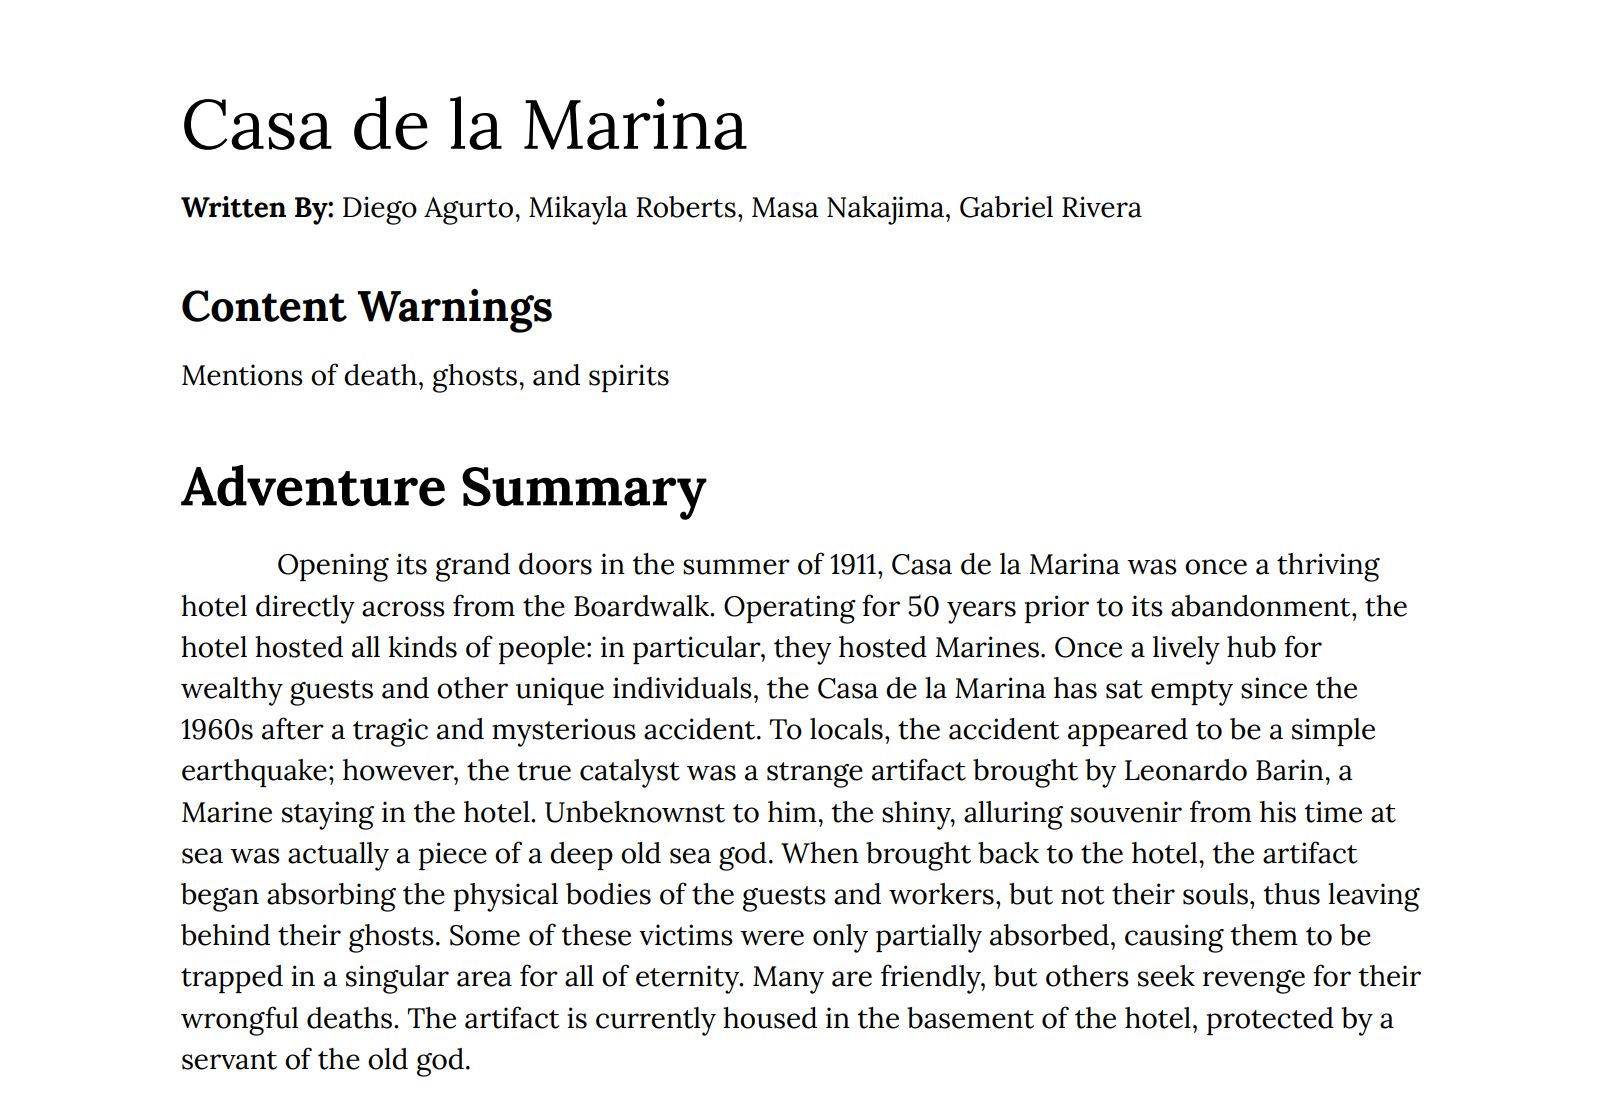 Casa de la Marina
Written By: Diego Agurto, Mikayla Roberts, Masa Nakajima, Gabriel Rivera
Content Warnings
Mentions of death, ghosts, and spirits
Adventure Summary
Opening its grand doors in the summer of 1911, Casa de la Marina was once a thriving
hotel directly across from the Boardwalk. Operating for 50 years prior to its abandonment, the
hotel hosted all kinds of people: in particular, they hosted Marines. Once a lively hub for
wealthy guests and other unique individuals, the Casa de la Marina has sat empty since the
1960s after a tragic and mysterious accident. To locals, the accident appeared to be a simple
earthquake; however, the true catalyst was a strange artifact brought by Leonardo Barin, a
Marine staying in the hotel. Unbeknownst to him, the shiny, alluring souvenir from his time at
sea was actually a piece of a deep old sea god. When brought back to the hotel, the artifact
began absorbing the physical bodies of the guests and workers, but not their souls, thus leaving
behind their ghosts. Some of these victims were only partially absorbed, causing them to be
trapped in a singular area for all of eternity. Many are friendly, but others seek revenge for their
wrongful deaths. The artifact is currently housed in the basement of the hotel, protected by a
servant of the old god.